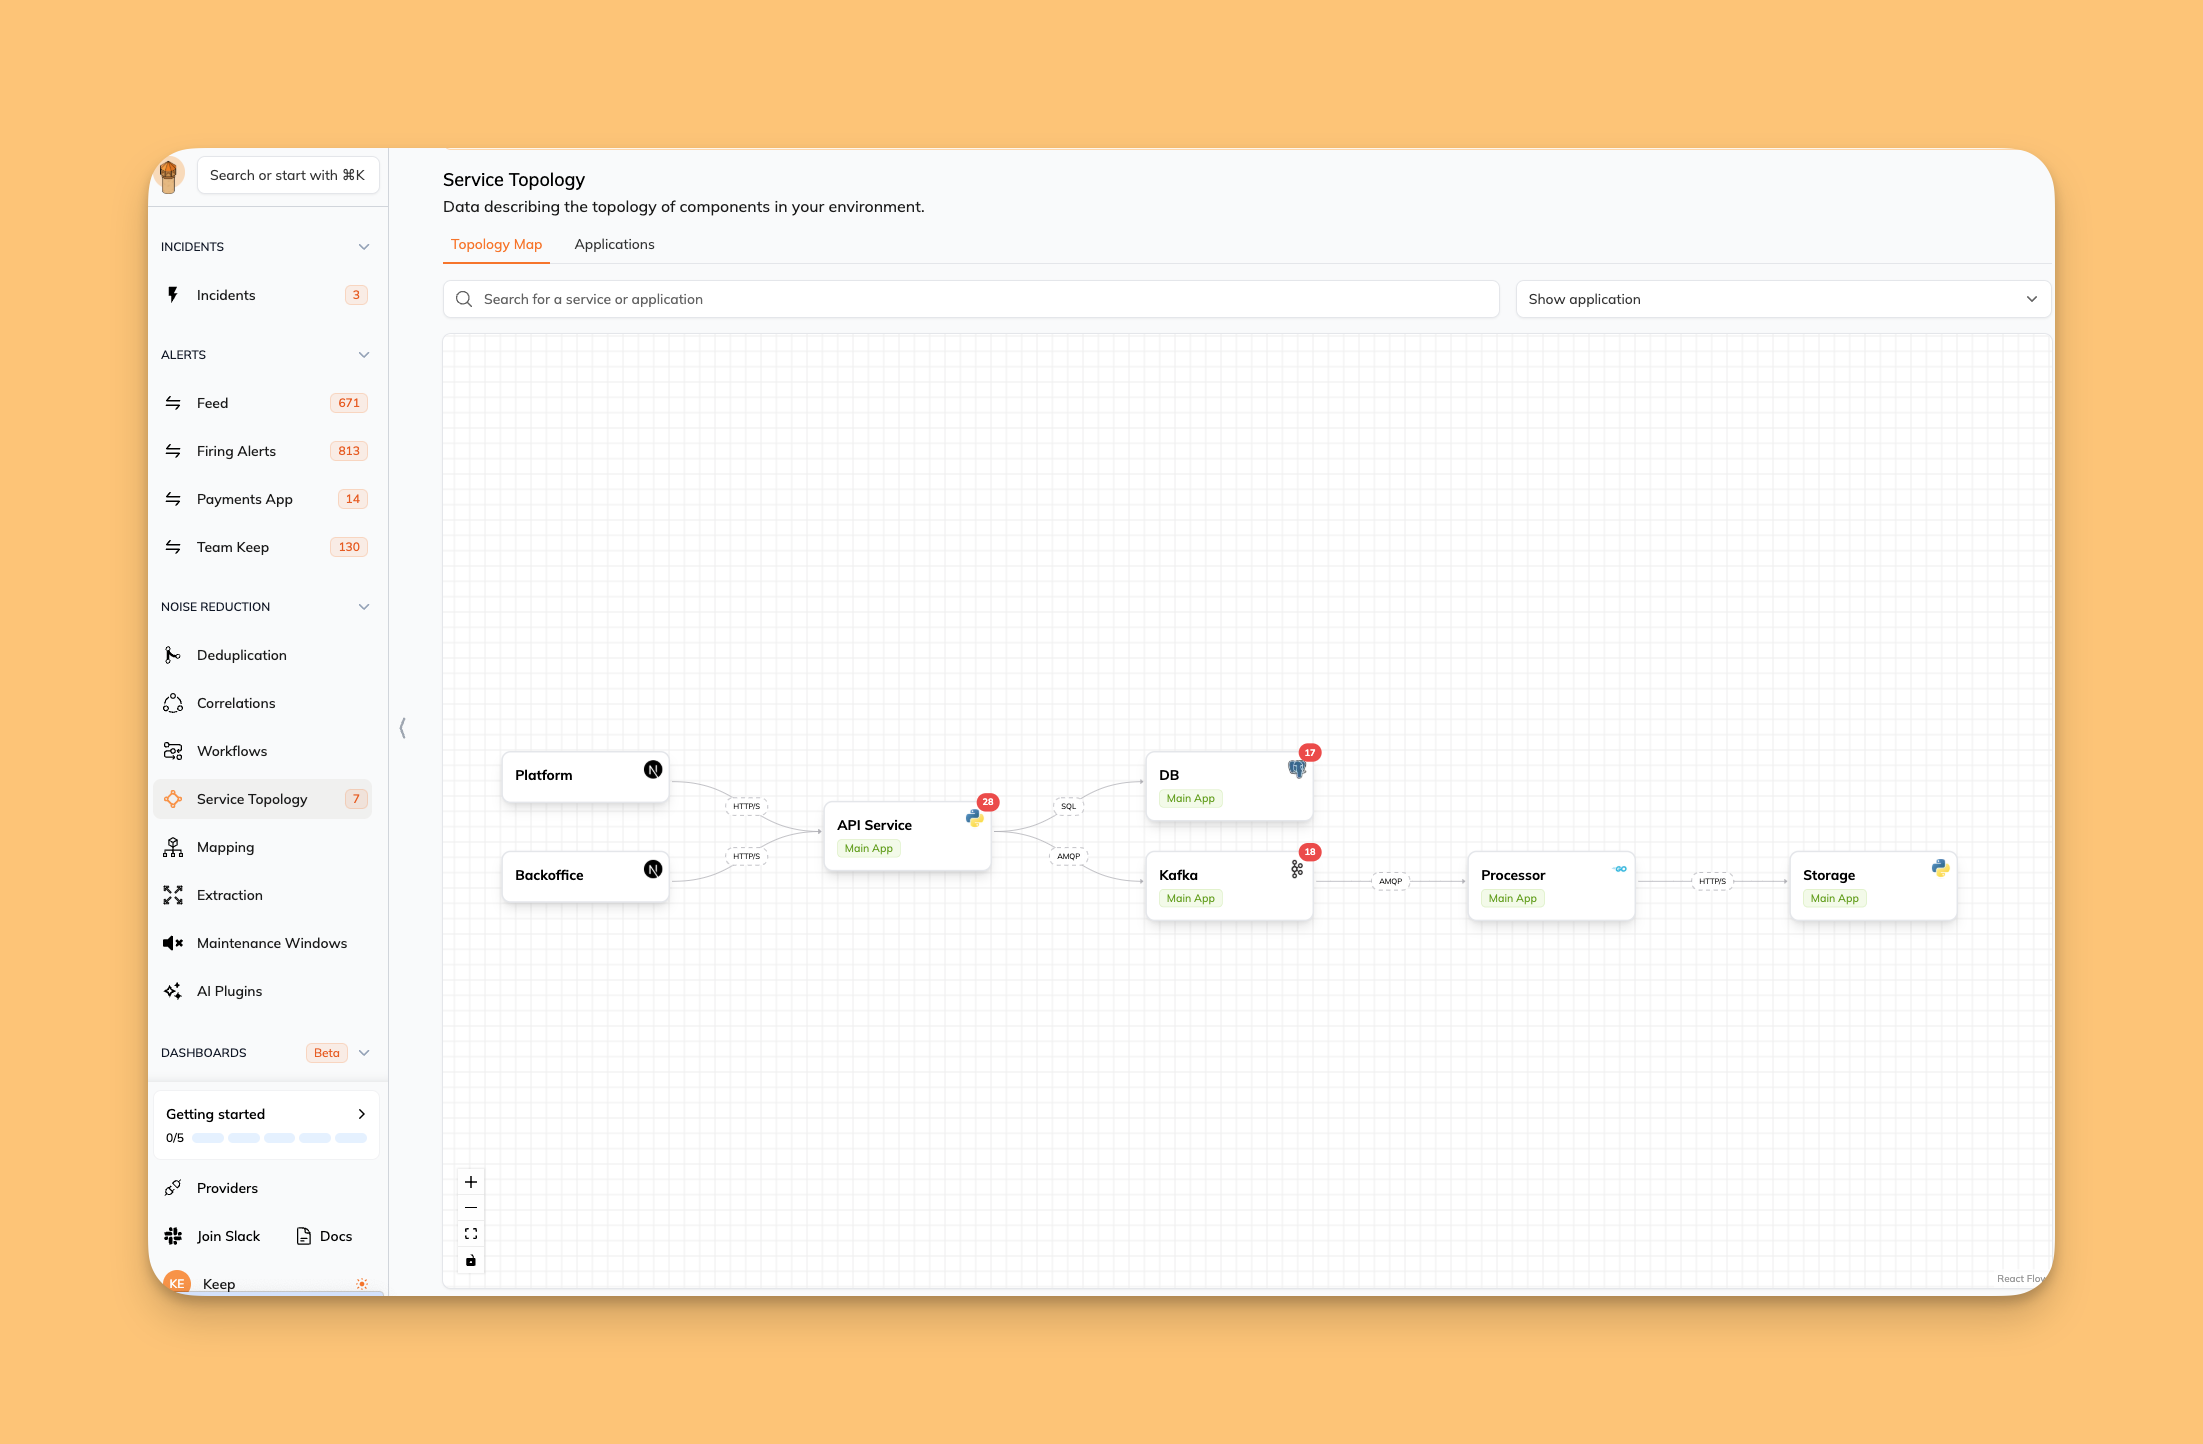 Search or start with ⌘K
INCIDENTS
Incidents 3
ALERTS
Feed 671
Firing Alerts 813
Payments App 14
Team Keep 130
NOISE REDUCTION
Deduplication
Correlations
Workflows
Service Topology 7
Mapping
Extraction
Maintenance Windows
AI Plugins
DASHBOARDS Beta
Getting started
0/5
Providers
Join Slack Docs
KE Keep
Service Topology
Data describing the topology of components in your environment.
Topology Map Applications
Search for a service or application
Show application
Platform N
HTTP/S
Backoffice N
HTTP/S
28
API Service
Main App
SQL
AMQP
17
DB
Main App
18
Kafka
Main App
AMQP
Processor GO
Main App
HTTP/S
Storage
Main App
React Flow